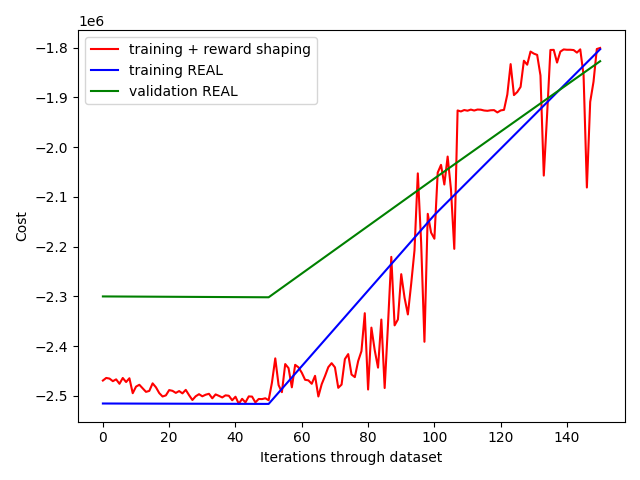 1e6
training + reward shaping
training REAL
validation REAL
Cost
−1.8
−1.9
−2.0
−2.1
−2.2
−2.3
−2.4
−2.5
0 20 40 60 80 100 120 140
Iterations through dataset